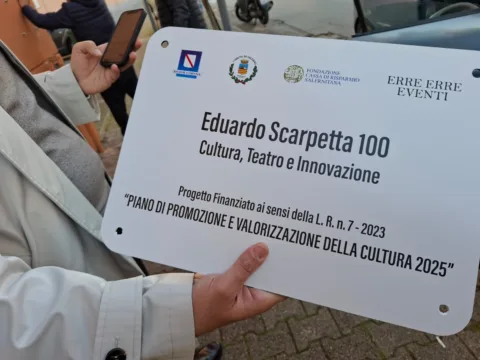 FONDAZIONE
CASSA DI RISPARMIO
SALERNITANA
ERRE ERRE
EVENTI
Eduardo Scarpetta 100
Cultura, Teatro e Innovazione
Progetto Finanziato ai sensi della L. R. n. 7 - 2023
"PIANO DI PROMOZIONE E VALORIZZAZIONE DELLA CULTURA 2025"